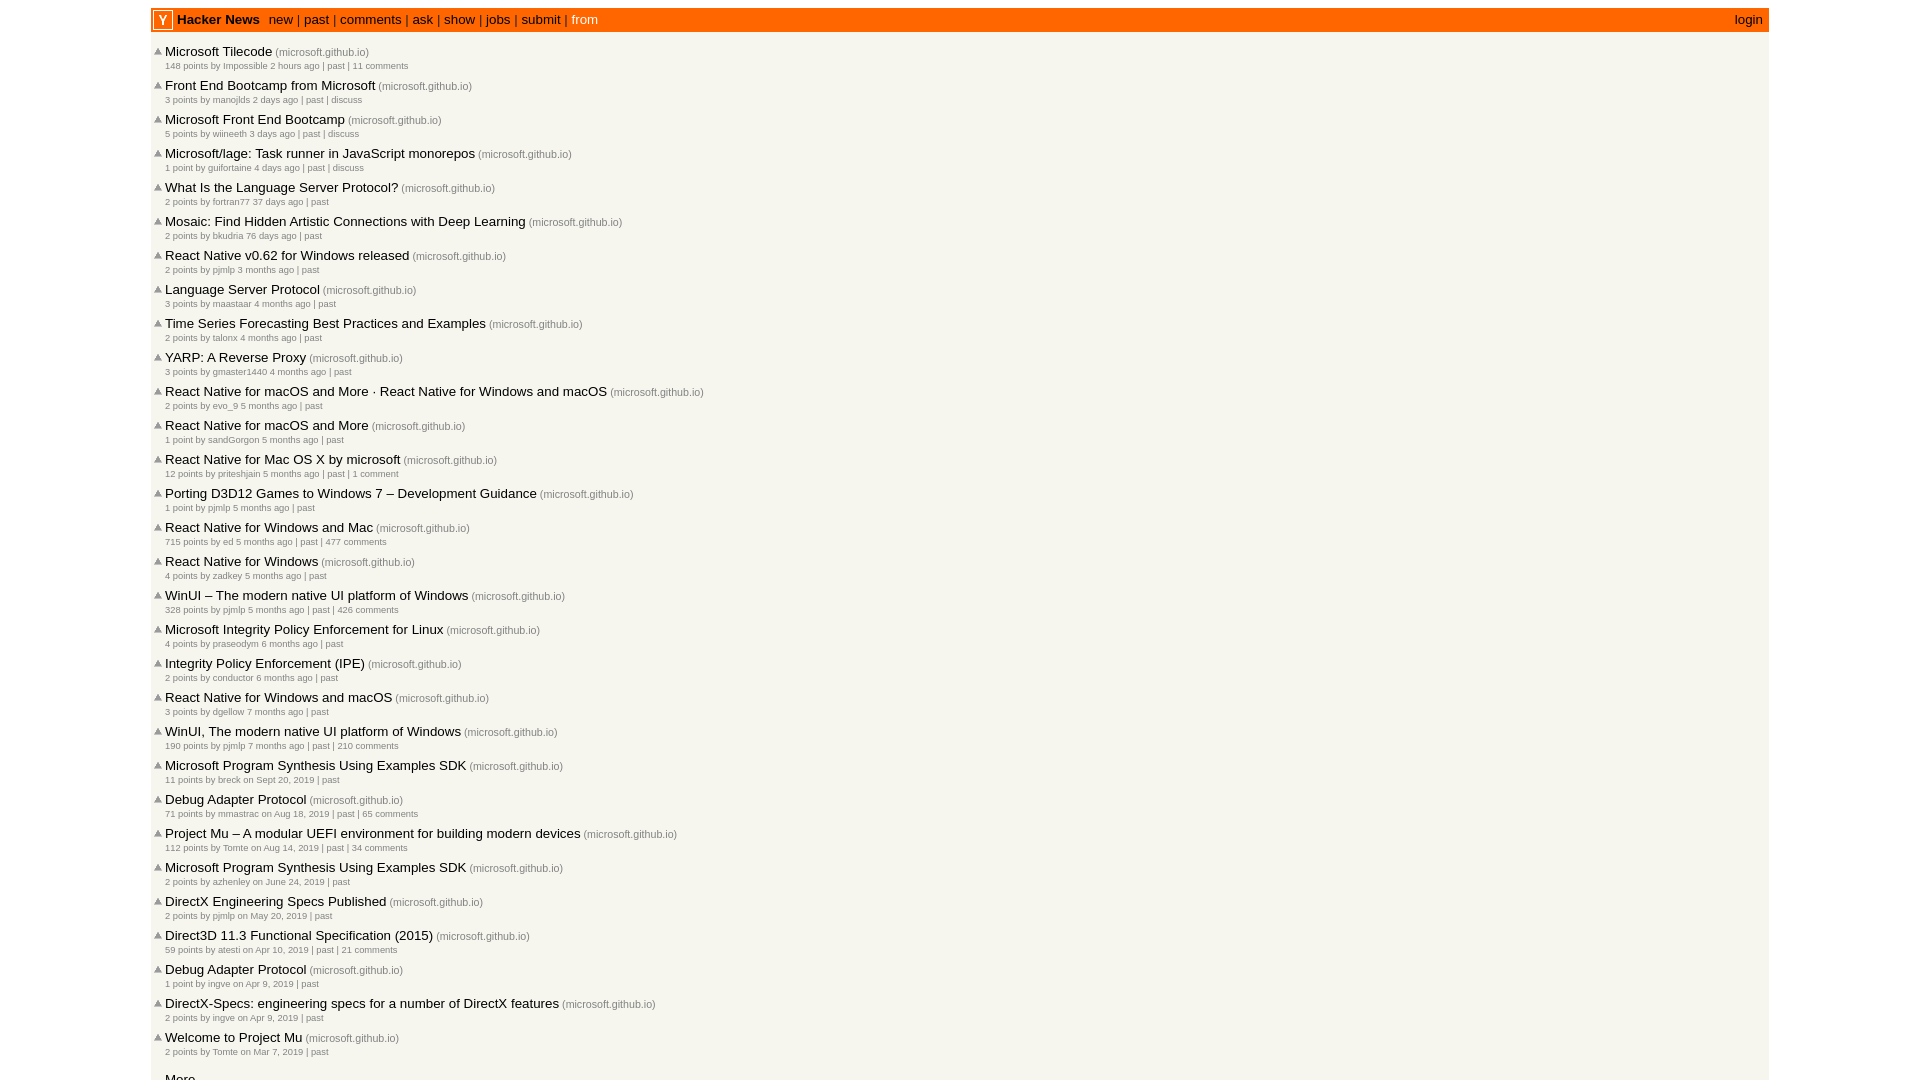 Y Hacker News new | past | comments | ask | show | jobs | submit | from login
Microsoft Tilecode (microsoft.github.io)
148 points by Impossible 2 hours ago | past | 11 comments
Front End Bootcamp from Microsoft (microsoft.github.io)
3 points by manojlds 2 days ago | past | discuss
Microsoft Front End Bootcamp (microsoft.github.io)
5 points by wiineeth 3 days ago | past | discuss
Microsoft/lage: Task runner in JavaScript monorepos (microsoft.github.io)
1 point by guifortaine 4 days ago | past | discuss
What Is the Language Server Protocol? (microsoft.github.io)
2 points by fortran77 37 days ago | past
Mosaic: Find Hidden Artistic Connections with Deep Learning (microsoft.github.io)
2 points by bkudria 76 days ago | past
React Native v0.62 for Windows released (microsoft.github.io)
2 points by pjmlp 3 months ago | past
Language Server Protocol (microsoft.github.io)
3 points by maastaar 4 months ago | past
Time Series Forecasting Best Practices and Examples (microsoft.github.io)
2 points by talonx 4 months ago | past
YARP: A Reverse Proxy (microsoft.github.io)
3 points by gmaster1440 4 months ago | past
React Native for macOS and More · React Native for Windows and macOS (microsoft.github.io)
2 points by evo_9 5 months ago | past
React Native for macOS and More (microsoft.github.io)
1 point by sandGorgon 5 months ago | past
React Native for Mac OS X by microsoft (microsoft.github.io)
12 points by priteshjain 5 months ago | past | 1 comment
Porting D3D12 Games to Windows 7 – Development Guidance (microsoft.github.io)
1 point by pjmlp 5 months ago | past
React Native for Windows and Mac (microsoft.github.io)
715 points by ed 5 months ago | past | 477 comments
React Native for Windows (microsoft.github.io)
4 points by zadkey 5 months ago | past
WinUI – The modern native UI platform of Windows (microsoft.github.io)
328 points by pjmlp 5 months ago | past | 426 comments
Microsoft Integrity Policy Enforcement for Linux (microsoft.github.io)
4 points by praseodym 6 months ago | past
Integrity Policy Enforcement (IPE) (microsoft.github.io)
2 points by conductor 6 months ago | past
React Native for Windows and macOS (microsoft.github.io)
3 points by dgellow 7 months ago | past
WinUI, The modern native UI platform of Windows (microsoft.github.io)
190 points by pjmlp 7 months ago | past | 210 comments
Microsoft Program Synthesis Using Examples SDK (microsoft.github.io)
11 points by breck on Sept 20, 2019 | past
Debug Adapter Protocol (microsoft.github.io)
71 points by mmastrac on Aug 18, 2019 | past | 65 comments
Project Mu – A modular UEFI environment for building modern devices (microsoft.github.io)
112 points by Tomte on Aug 14, 2019 | past | 34 comments
Microsoft Program Synthesis Using Examples SDK (microsoft.github.io)
2 points by azhenley on June 24, 2019 | past
DirectX Engineering Specs Published (microsoft.github.io)
2 points by pjmlp on May 20, 2019 | past
Direct3D 11.3 Functional Specification (2015) (microsoft.github.io)
59 points by atesti on Apr 10, 2019 | past | 21 comments
Debug Adapter Protocol (microsoft.github.io)
1 point by ingve on Apr 9, 2019 | past
DirectX-Specs: engineering specs for a number of DirectX features (microsoft.github.io)
2 points by ingve on Apr 9, 2019 | past
Welcome to Project Mu (microsoft.github.io)
2 points by Tomte on Mar 7, 2019 | past
More